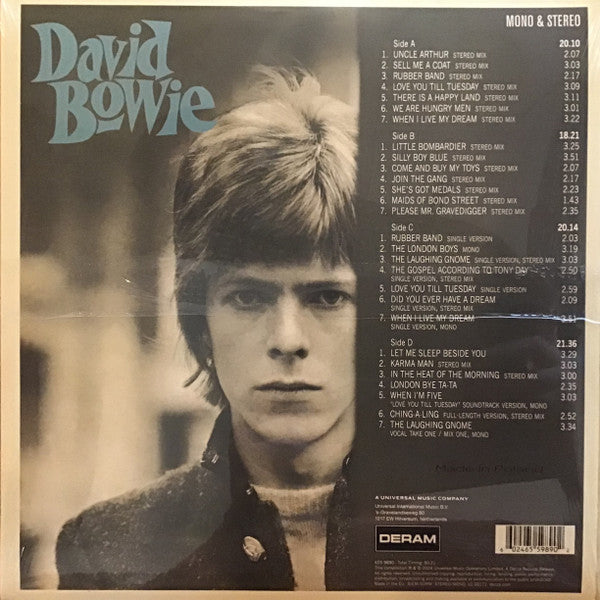 David
Bowie
MONO & STEREO
Side A 20.10
1. UNCLE ARTHUR STEREO MIX 2.07
2. SELL ME A COAT STEREO MIX 3.03
3. RUBBER BAND STEREO MIX 2.17
4. LOVE YOU TILL TUESDAY STEREO MIX 3.09
5. THERE IS A HAPPY LAND STEREO MIX 3.11
6. WE ARE HUNGRY MEN STEREO MIX 3.01
7. WHEN I LIVE MY DREAM STEREO MIX 3.22
Side B 18.21
1. LITTLE BOMBARDIER STEREO MIX 3.25
2. SILLY BOY BLUE STEREO MIX 3.51
3. COME AND BUY MY TOYS STEREO MIX 2.07
4. JOIN THE GANG STEREO MIX 2.17
5. SHE'S GOT MEDALS STEREO MIX 2.23
6. MAIDS OF BOND STREET STEREO MIX 1.43
7. PLEASE MR. GRAVEDIGGER STEREO MIX 2.35
Side C 20.14
1. RUBBER BAND SINGLE VERSION 2.03
2. THE LONDON BOYS MONO 3.19
3. THE LAUGHING GNOME SINGLE VERSION, STEREO MIX 3.03
4. THE GOSPEL ACCORDING TO TONY DAY 2.50
SINGLE VERSION, STEREO MIX
5. LOVE YOU TILL TUESDAY SINGLE VERSION 2.59
6. DID YOU EVER HAVE A DREAM 2.09
SINGLE VERSION, STEREO MIX
7. WHEN I LIVE MY DREAM 3.51
SINGLE VERSION, MONO
Side D 21.36
1. LET ME SLEEP BESIDE YOU 3.29
2. KARMA MAN STEREO MIX 3.03
3. IN THE HEAT OF THE MORNING STEREO MIX 3.00
4. LONDON BYE TA-TA 2.35
5. WHEN I'M FIVE 3.03
'LOVE YOU TILL TUESDAY' SOUNDTRACK VERSION, MONO
6. CHING-A-LING FULL-LENGTH VERSION, STEREO MIX 2.52
7. THE LAUGHING GNOME 3.34
VOCAL TAKE ONE / MIX ONE, MONO
Made in Poland
A UNIVERSAL MUSIC COMPANY
Universal International Music B.V.
's-Gravelandseweg 80
1217 EW Hilversum, Netherlands
DERAM
6 02465 59890